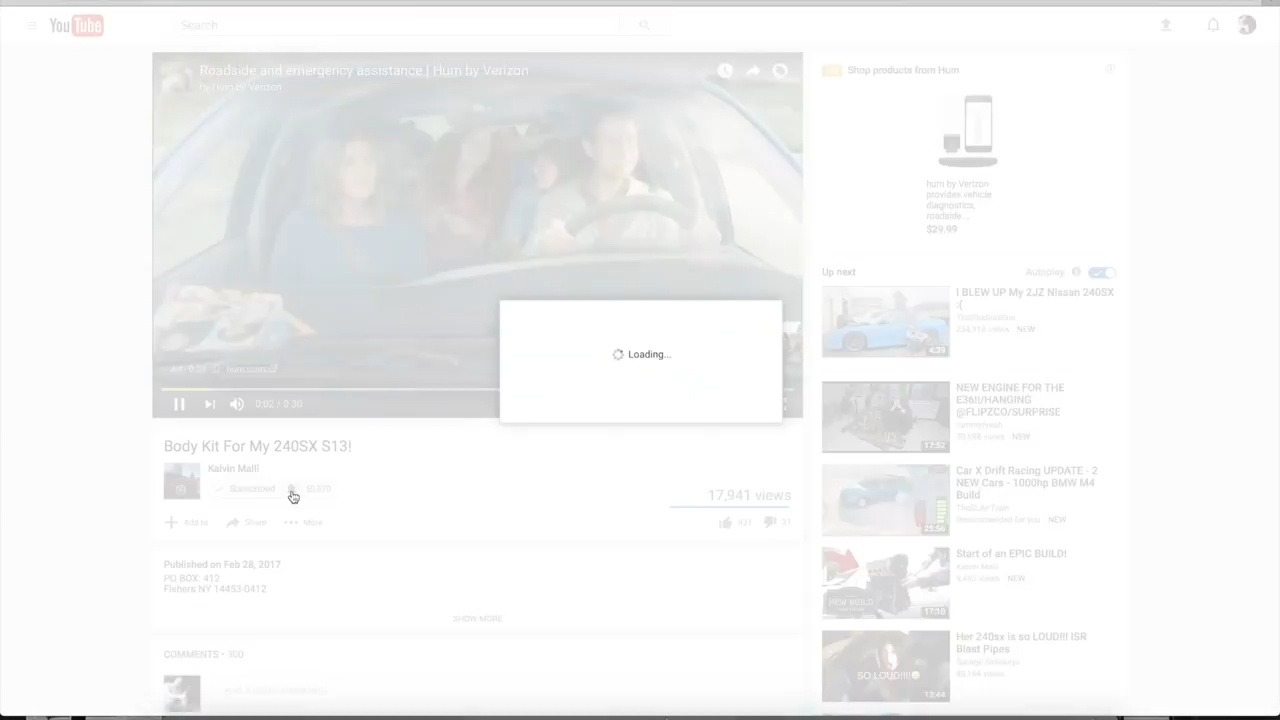 YouTube
Search
Roadside and emergency assistance | Hum by Verizon
by Hum by Verizon
0:02 / 0:30
Loading...
Body Kit For My 240SX S13!
Kalvin Malli
Subscribed
17,941 views
Add to
Share
More
Published on Feb 28, 2017
PO BOX: 412
Fishers NY 14453-0412
SHOW MORE
COMMENTS • 300
Shop products from Hum
hum by Verizon
provides vehicle
diagnostics,
roadside ...
$29.99
Up next
Autoplay
I BLEW UP My 2JZ Nissan 240SX
:(
NEW
NEW ENGINE FOR THE
E36!!/HANGING
@FLIPZCO/SURPRISE
NEW
17:52
Car X Drift Racing UPDATE - 2
NEW Cars - 1000hp BMW M4
Build
Recommended for you
NEW
25:56
Start of an EPIC BUILD!
Kalvin Malli
NEW
NEW BUILD
17:10
Her 240sx is so LOUD!!! ISR
Blast Pipes
SO LOUD!!!!
13:44